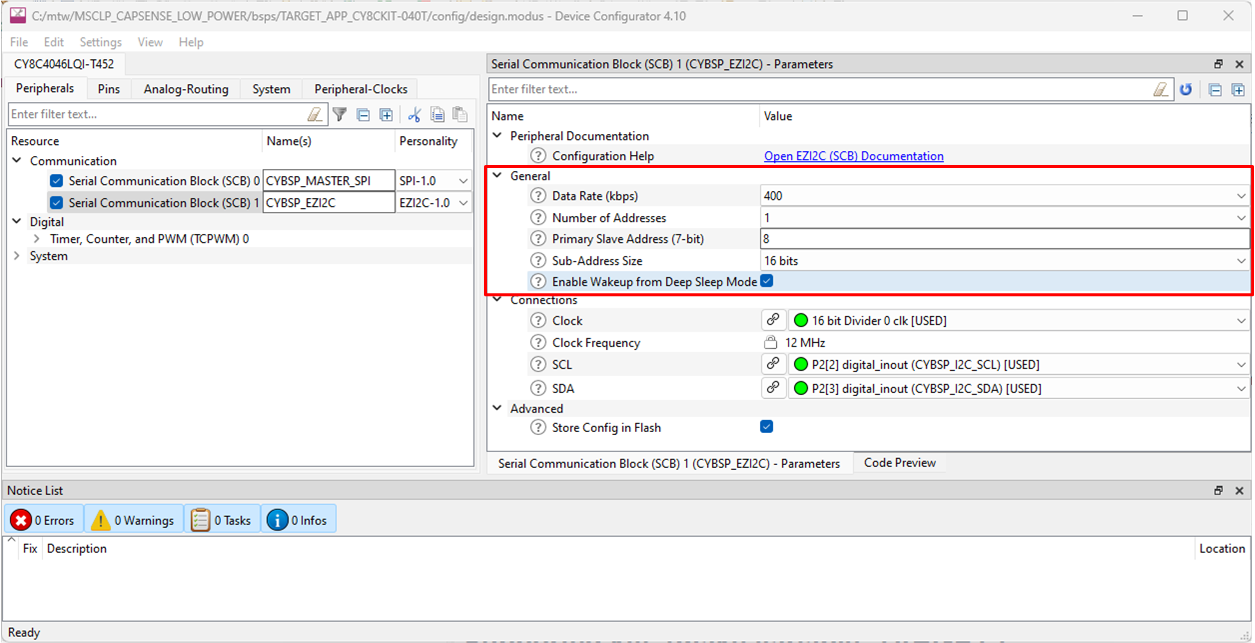 C:/mtw/MSCLP_CAPSENSE_LOW_POWER/bsps/TARGET_APP_CY8CKIT-040T/config/design.modus - Device Configurator 4.10
File Edit Settings View Help
CY8C4046LQI-T452
Peripherals Pins Analog-Routing System Peripheral-Clocks
Enter filter text...
Resource Name(s) Personality
Communication
Serial Communication Block (SCB) 0 CYBSP_MASTER_SPI SPI-1.0
Serial Communication Block (SCB) 1 CYBSP_EZI2C EZI2C-1.0
Digital
Timer, Counter, and PWM (TCPWM) 0
System
Serial Communication Block (SCB) 1 (CYBSP_EZI2C) - Parameters
Enter filter text...
Name Value
Peripheral Documentation
? Configuration Help Open EZI2C (SCB) Documentation
General
? Data Rate (kbps) 400
? Number of Addresses 1
? Primary Slave Address (7-bit) 8
? Sub-Address Size 16 bits
? Enable Wakeup from Deep Sleep Mode
Connections
? Clock 16 bit Divider 0 clk [USED]
? Clock Frequency 12 MHz
? SCL P2[2] digital_inout (CYBSP_I2C_SCL) [USED]
? SDA P2[3] digital_inout (CYBSP_I2C_SDA) [USED]
Advanced
? Store Config in Flash
Serial Communication Block (SCB) 1 (CYBSP_EZI2C) - Parameters Code Preview
Notice List
0 Errors 0 Warnings 0 Tasks 0 Infos
Fix Description Location
Ready